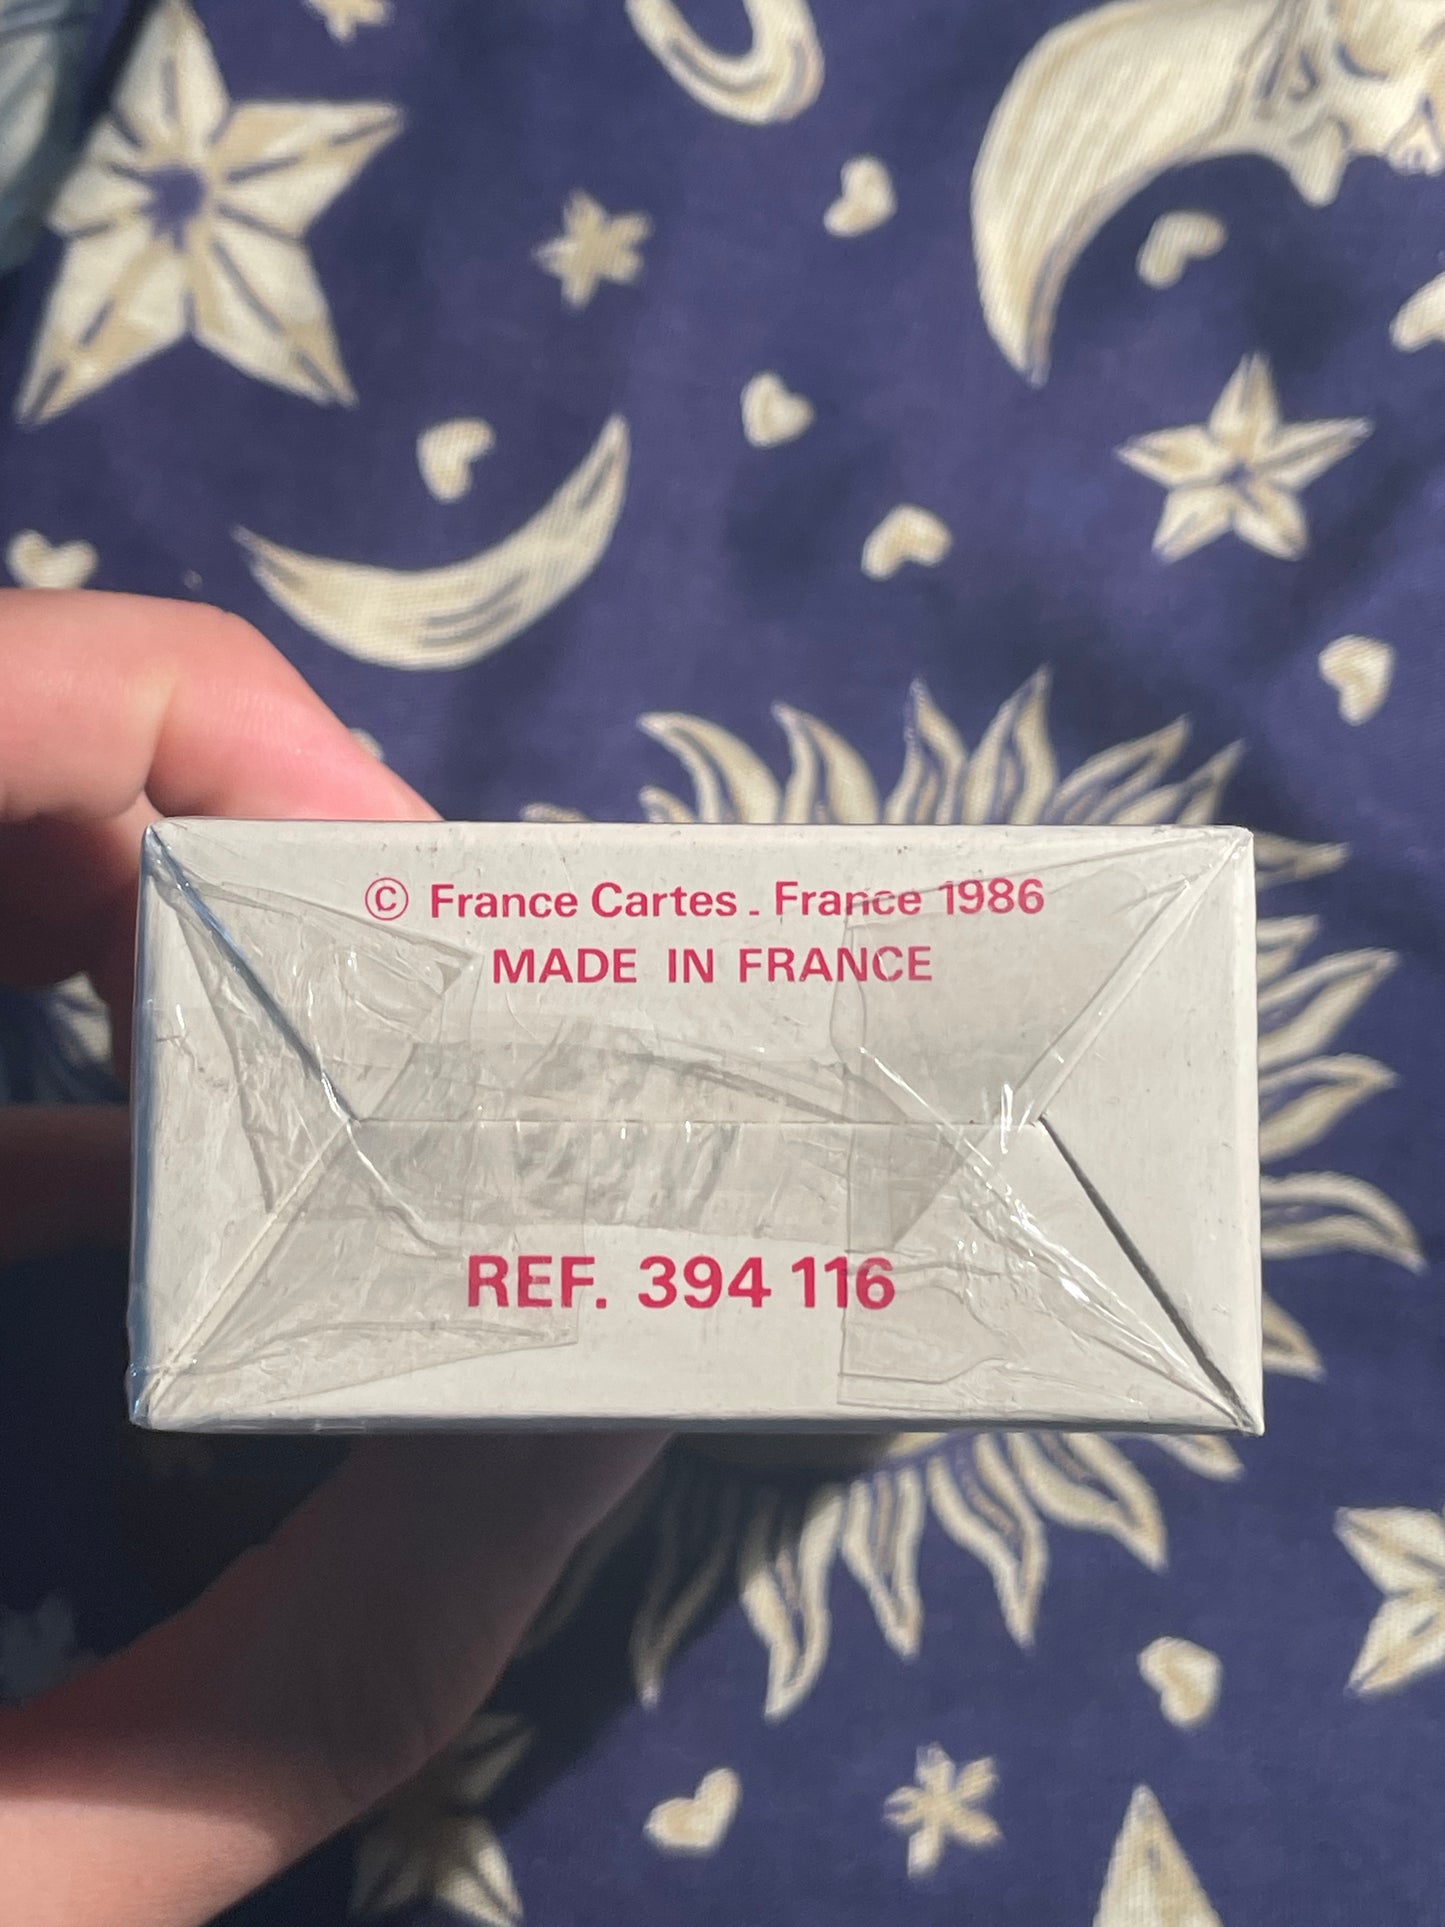 © France Cartes . France 1986
MADE IN FRANCE
REF. 394 116